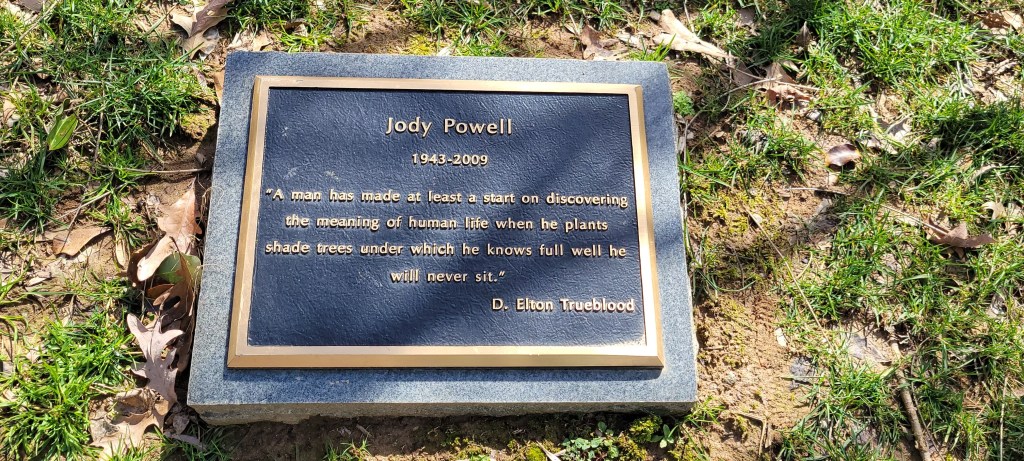 Jody Powell
1943-2009
"A man has made at least a start on discovering
the meaning of human life when he plants
shade trees under which he knows full well he
will never sit."
D. Elton Trueblood